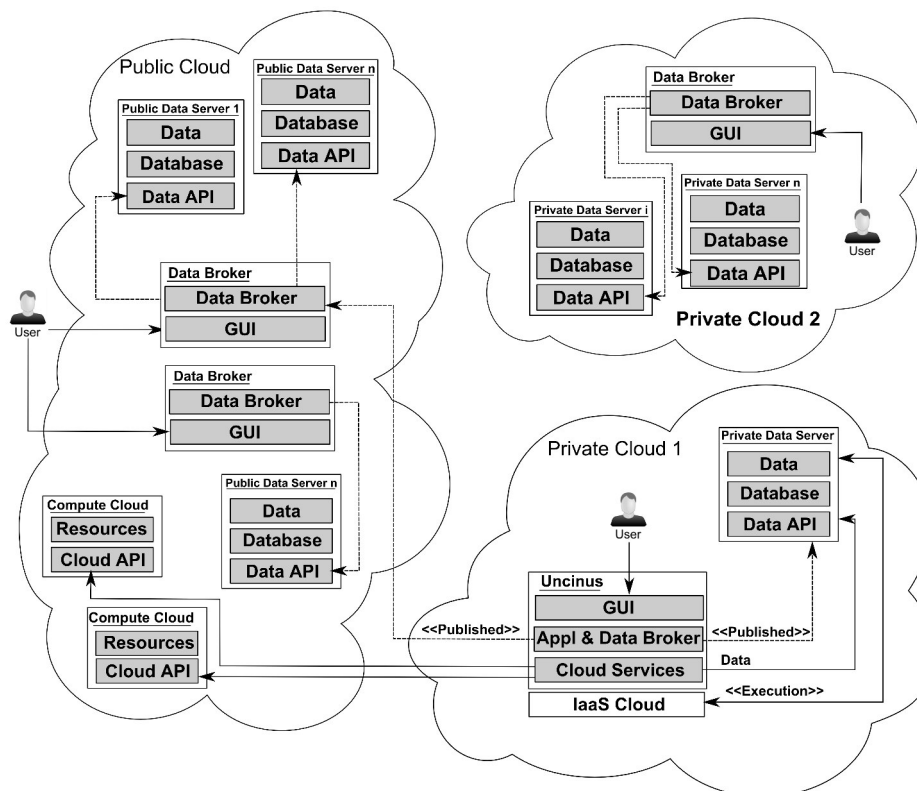 Public Cloud
Public Data Server n
Data
Database
Data API
Public Data Server 1
Data
Database
Data API
Data Broker
Data Broker
GUI
User
Data Broker
Data Broker
GUI
Public Data Server n
Data
Database
Data API
Compute Cloud
Resources
Cloud API
Compute Cloud
Resources
Cloud API
Data Broker
Data Broker
GUI
Private Data Server n
Data
Database
Data API
Private Data Server i
Data
Database
Data API
User
Private Cloud 2
Private Cloud 1
Private Data Server
Data
Database
Data API
User
Uncinus
GUI
Appl & Data Broker
Cloud Services
IaaS Cloud
<<Published>>
<<Published>>
Data
<<Execution>>